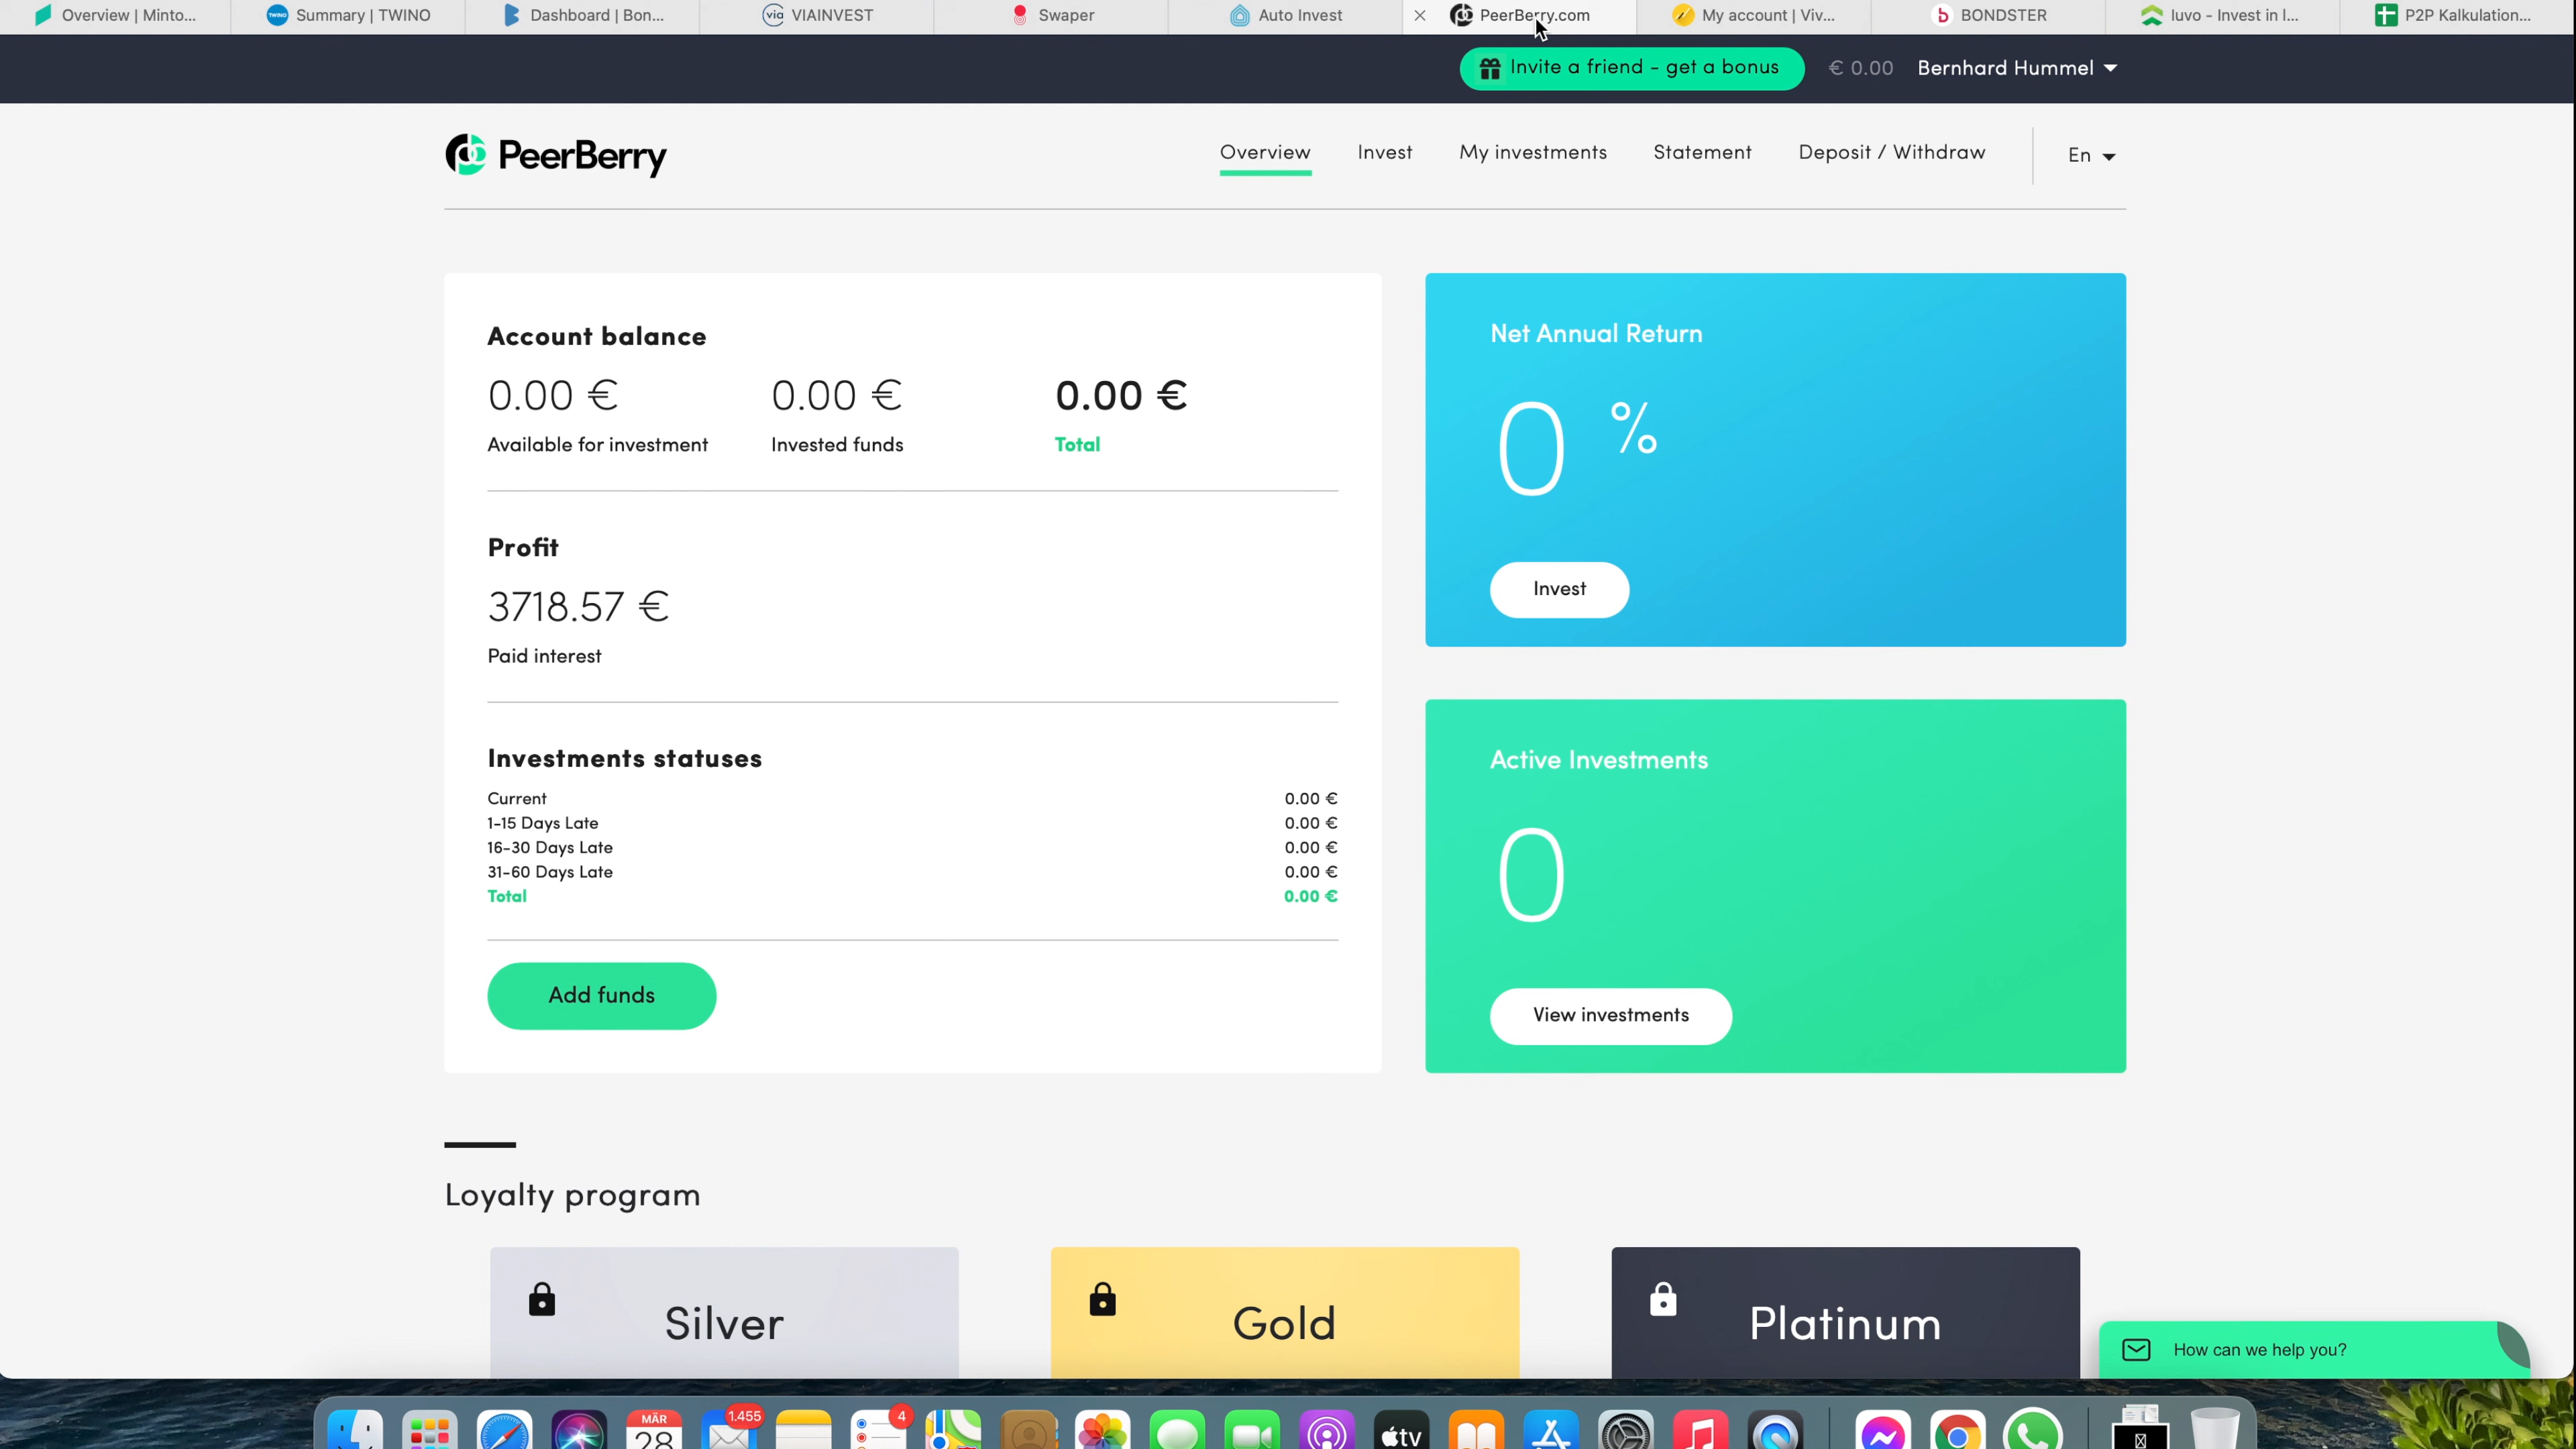 Overview | Minto...
Summary | TWINO
Dashboard | Bon...
via VIAINVEST
Swaper
Auto Invest
PeerBerry.com
My account | Viv...
BONDSTER
Iuvo - Invest in l...
P2P Kalkulation...
Invite a friend - get a bonus
€ 0.00
Bernhard Hummel
PeerBerry
Overview
Invest
My investments
Statement
Deposit / Withdraw
En
Account balance
0.00 € 0.00 € 0.00 €
Available for investment Invested funds Total
Profit
3718.57 €
Paid interest
Investments statuses
Current 0.00 €
1-15 Days Late 0.00 €
16-30 Days Late 0.00 €
31-60 Days Late 0.00 €
Total 0.00 €
Add funds
Net Annual Return
0 %
Invest
Active Investments
0
View investments
Loyalty program
Silver
Gold
Platinum
How can we help you?
MÄR
28
1.455
4
tv